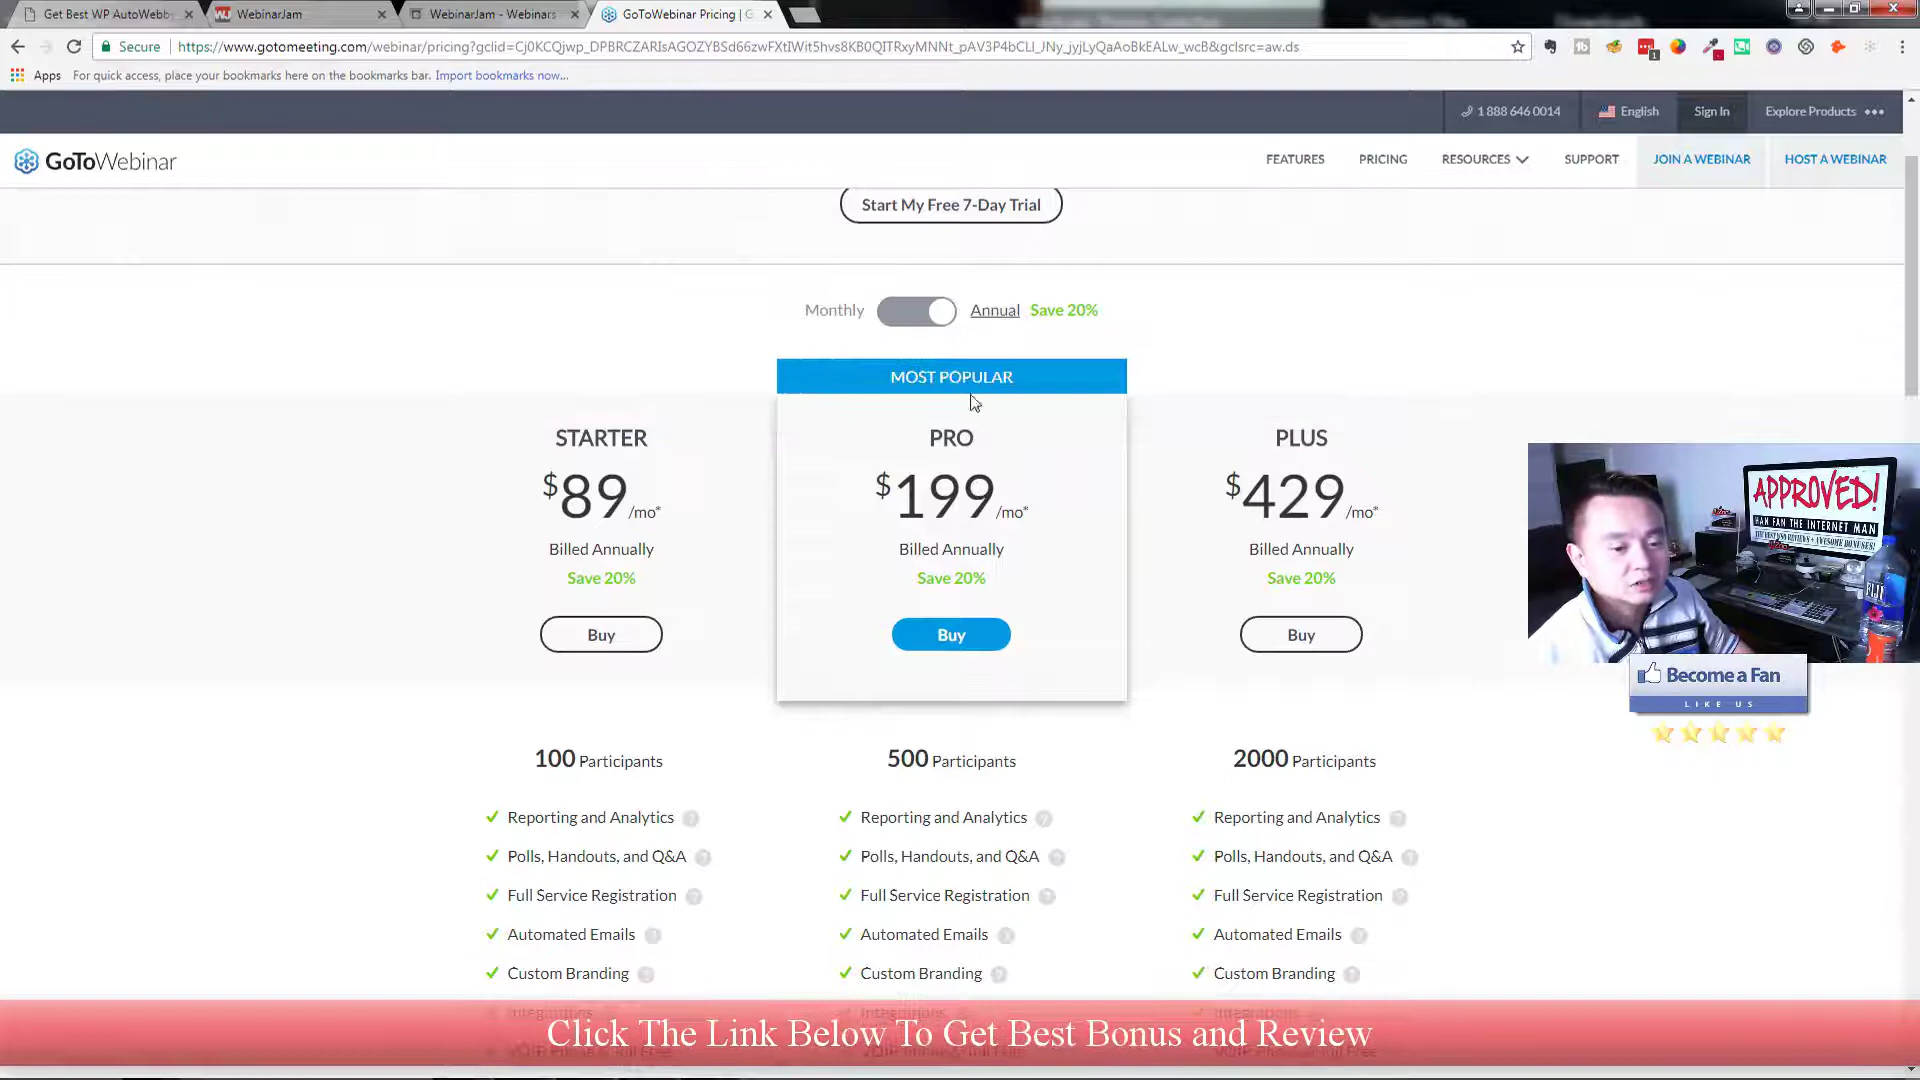 Get Best WP AutoWebby
WebinarJam
WebinarJam - Webinars
GoToWebinar Pricing | G
Secure
https://www.gotomeeting.com/webinar/pricing?gclid=Cj0KCQjwp_DPBRCZARIsAGOZYBSd66zwFXtIWit5hvs8KB0QITRxyMNNt_pAV3P4bCLI_JNy_jyjLyQaAoBkEALw_wcB&gclsrc=aw.ds
Apps For quick access, place your bookmarks here on the bookmarks bar. Import bookmarks now...
1 888 646 0014 English Sign In Explore Products
GoToWebinar
FEATURES PRICING RESOURCES SUPPORT JOIN A WEBINAR HOST A WEBINAR
Start My Free 7-Day Trial
Monthly Annual Save 20%
MOST POPULAR
STARTER
$89/mo*
Billed Annually
Save 20%
Buy
PRO
$199/mo*
Billed Annually
Save 20%
Buy
PLUS
$429/mo*
Billed Annually
Save 20%
Buy
100 Participants
Reporting and Analytics
Polls, Handouts, and Q&A
Full Service Registration
Automated Emails
Custom Branding
500 Participants
Reporting and Analytics
Polls, Handouts, and Q&A
Full Service Registration
Automated Emails
Custom Branding
2000 Participants
Reporting and Analytics
Polls, Handouts, and Q&A
Full Service Registration
Automated Emails
Custom Branding
APPROVED!
HAN FAN THE INTERNET MAN
FIJI
Become a Fan
LIKE US
Click The Link Below To Get Best Bonus and Review